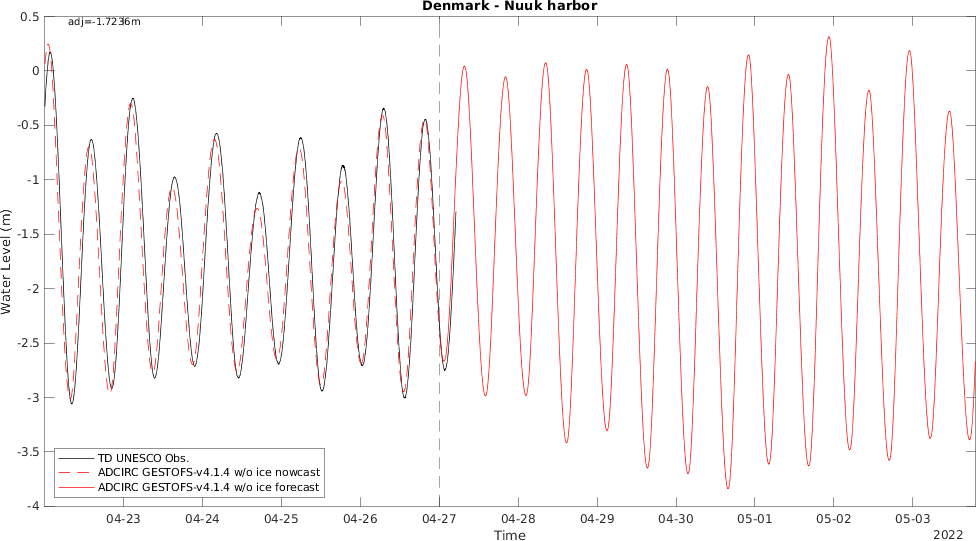 Denmark - Nuuk harbor
adj=-1.7236m
0.5
0
-0.5
-1
-1.5
-2
-2.5
-3
-3.5
-4
Water Level (m)
TD UNESCO Obs.
ADCIRC GESTOFS-v4.1.4 w/o ice nowcast
ADCIRC GESTOFS-v4.1.4 w/o ice forecast
04-23 04-24 04-25 04-26 04-27 04-28 04-29 04-30 05-01 05-02 05-03
Time
2022